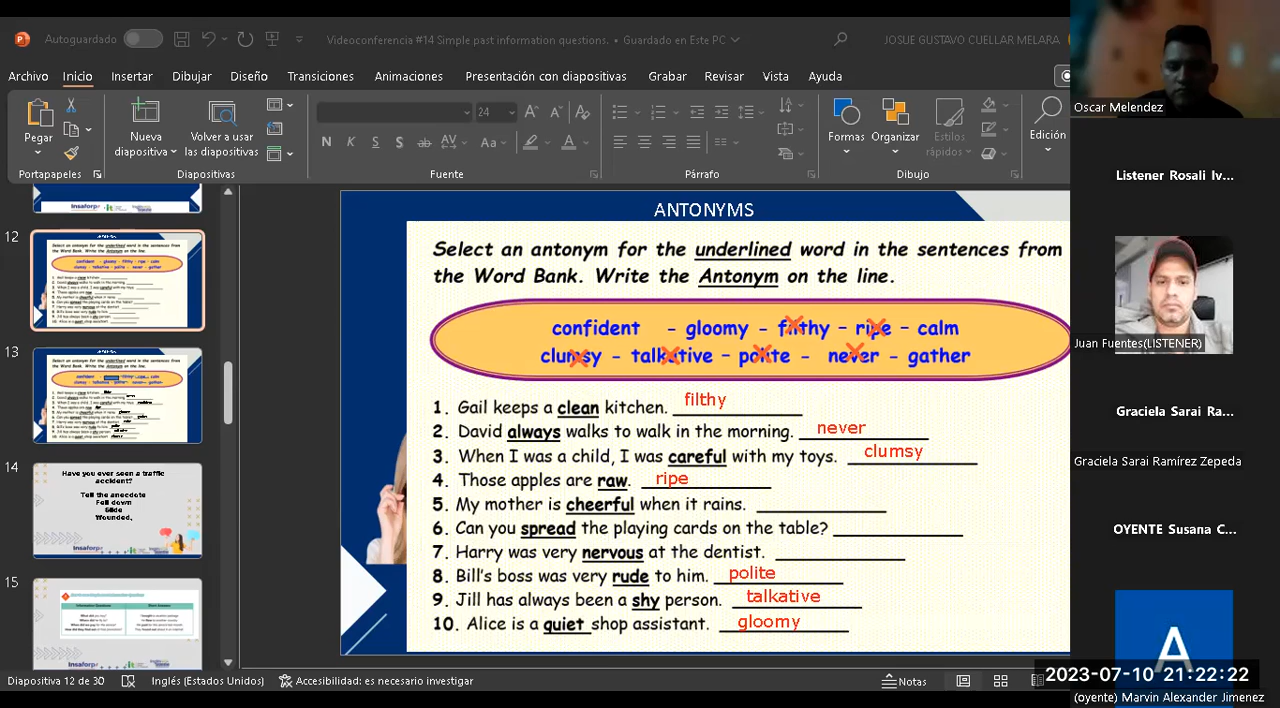 Autoguardado
Videoconferencia #14 Simple past information questions. • Guardado en Este PC
JOSUE GUSTAVO CUELLAR MELARA
Archivo Inicio Insertar Dibujar Diseño Transiciones Animaciones Presentación con diapositivas Grabar Revisar Vista Ayuda
24
Pegar
Nueva diapositiva
Volver a usar las diapositivas
N K S S ab AV Aa A
Formas
Organizar
Estilos rápidos
Edición
Portapapeles
Diapositivas
Fuente
Párrafo
Dibujo
12
13
14
Have you ever seen a traffic
accident?
Tell the anecdote
Fall down
Glide
Wounded,
15
ANTONYMS
Select an antonym for the underlined word in the sentences from
the Word Bank. Write the Antonym on the line.
confident - gloomy - filthy - ripe - calm
clumsy - talkative - polite - never - gather
1. Gail keeps a clean kitchen. filthy
2. David always walks to walk in the morning. never
3. When I was a child, I was careful with my toys. clumsy
4. Those apples are raw. ripe
5. My mother is cheerful when it rains.
6. Can you spread the playing cards on the table?
7. Harry was very nervous at the dentist.
8. Bill's boss was very rude to him. polite
9. Jill has always been a shy person. talkative
10. Alice is a quiet shop assistant. gloomy
Diapositiva 12 de 30
Inglés (Estados Unidos)
Accesibilidad: es necesario investigar
Notas
Oscar Melendez
Listener Rosali Iv...
Juan Fuentes(LISTENER)
Graciela Sarai Ra...
Graciela Sarai Ramírez Zepeda
OYENTE Susana C...
A
2023-07-10 21:22:22
(oyente) Marvin Alexander Jimenez